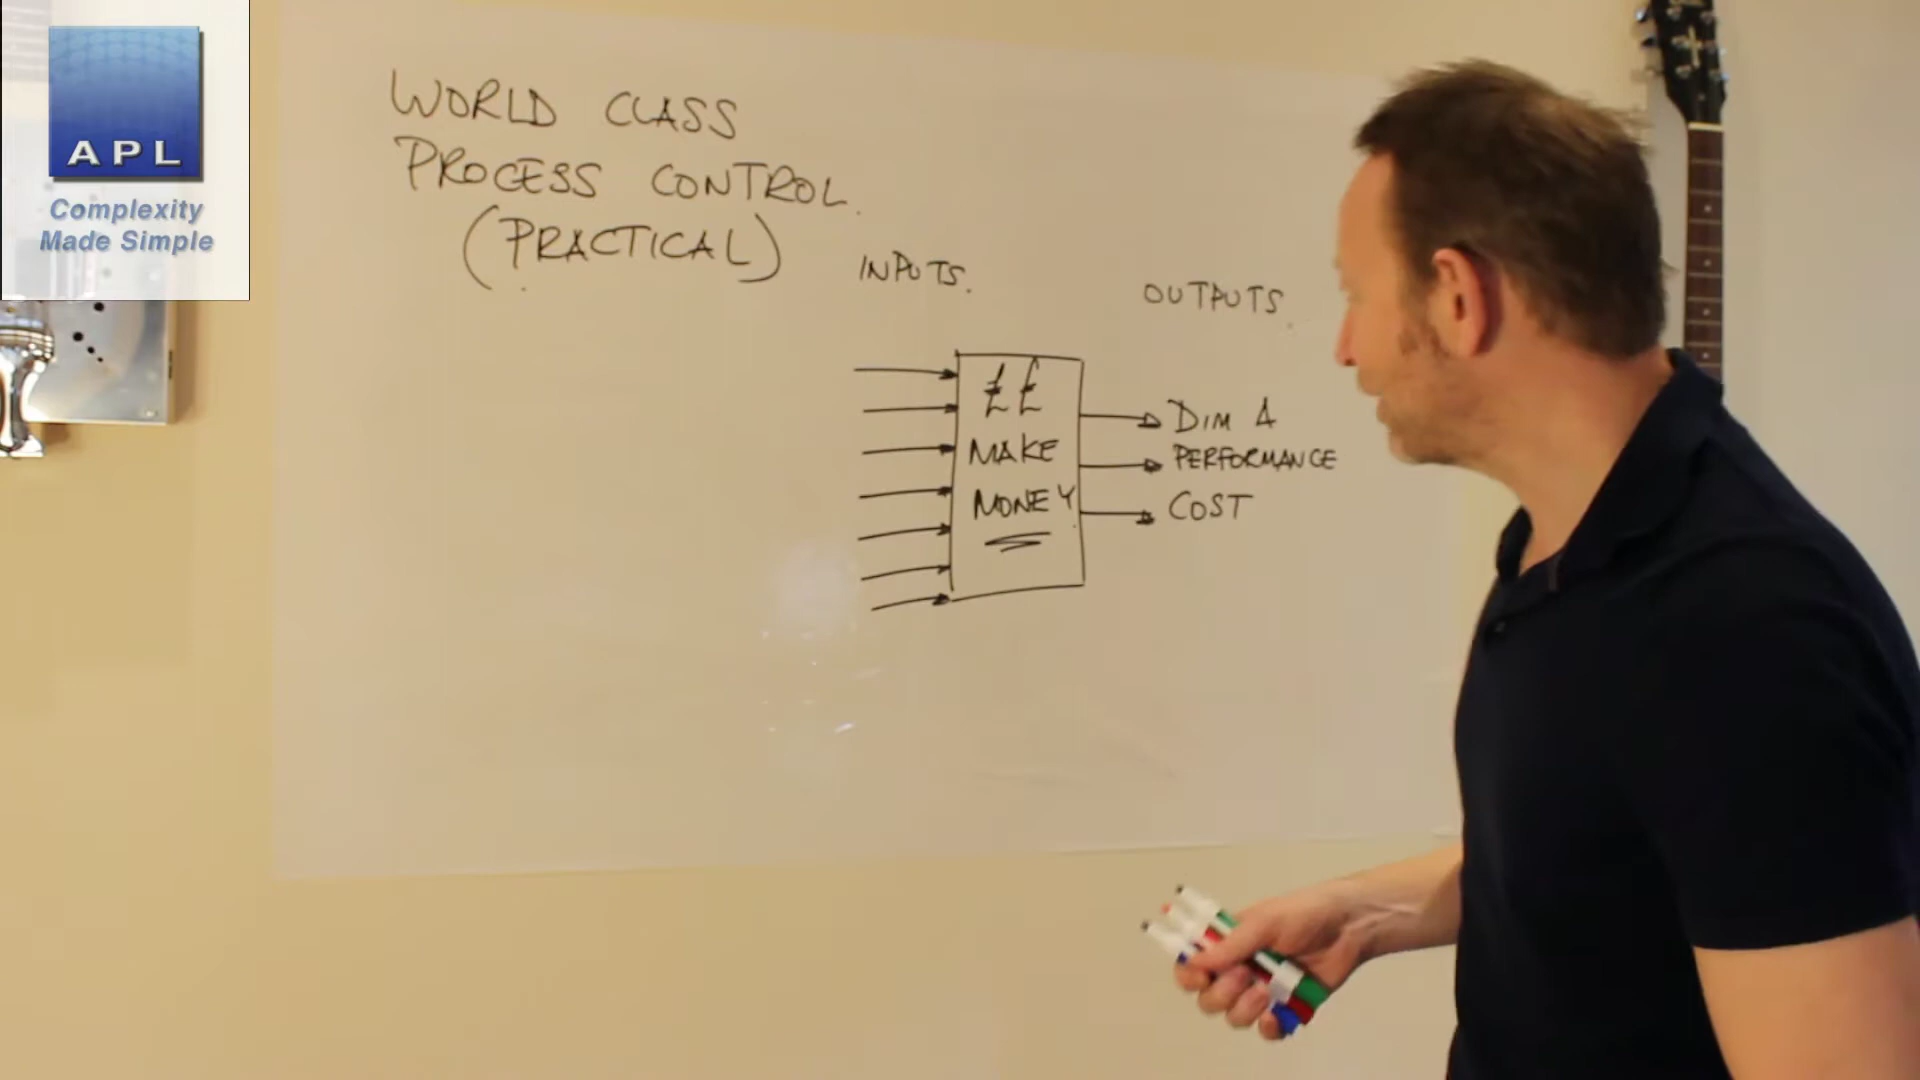 APL
Complexity
Made Simple
WORLD CLASS
PROCESS CONTROL.
(PRACTICAL)
INPUTS.
OUTPUTS.
££
MAKE
MONEY
DIM A
PERFORMANCE
COST